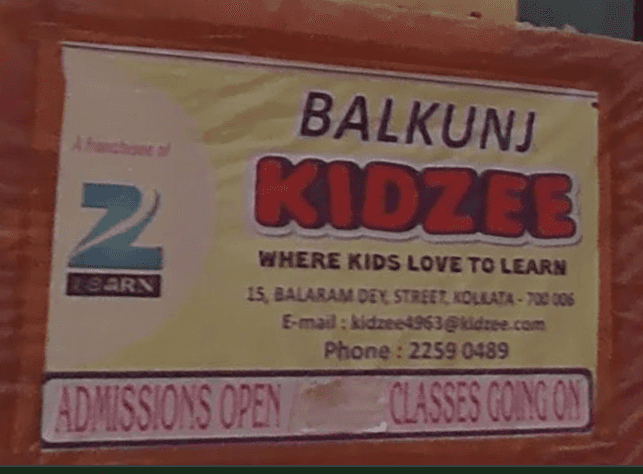 BALKUNJ
A franchisee of
KIDZEE
Z
LEARN
WHERE KIDS LOVE TO LEARN
15, BALARAM DEY, STREET, KOLKATA - 700 006
E-mail : kidzee4963@kidzee.com
Phone : 2259 0489
ADMISSIONS OPEN CLASSES GOING ON